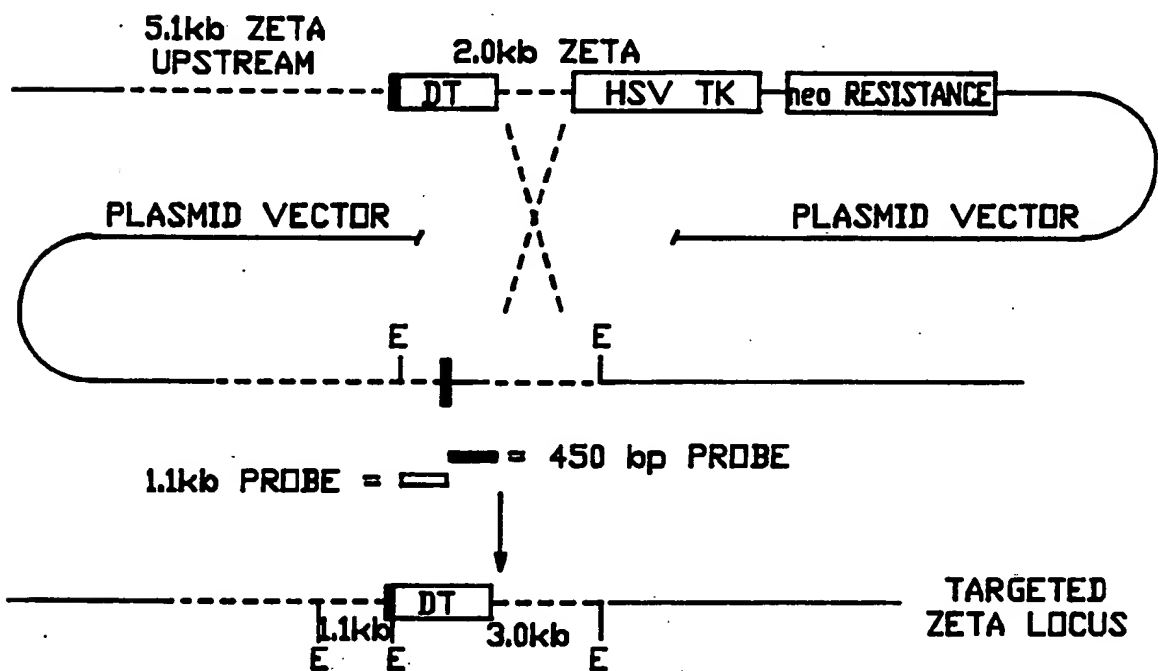 5.1kb ZETA
UPSTREAM
2.0kb ZETA
DT
HSV TK
neo RESISTANCE
PLASMID VECTOR
PLASMID VECTOR
E
E
= 450 bp PROBE
1.1kb PROBE =
DT
1.1kb
3.0kb
E
E
E
TARGETED
ZETA LOCUS